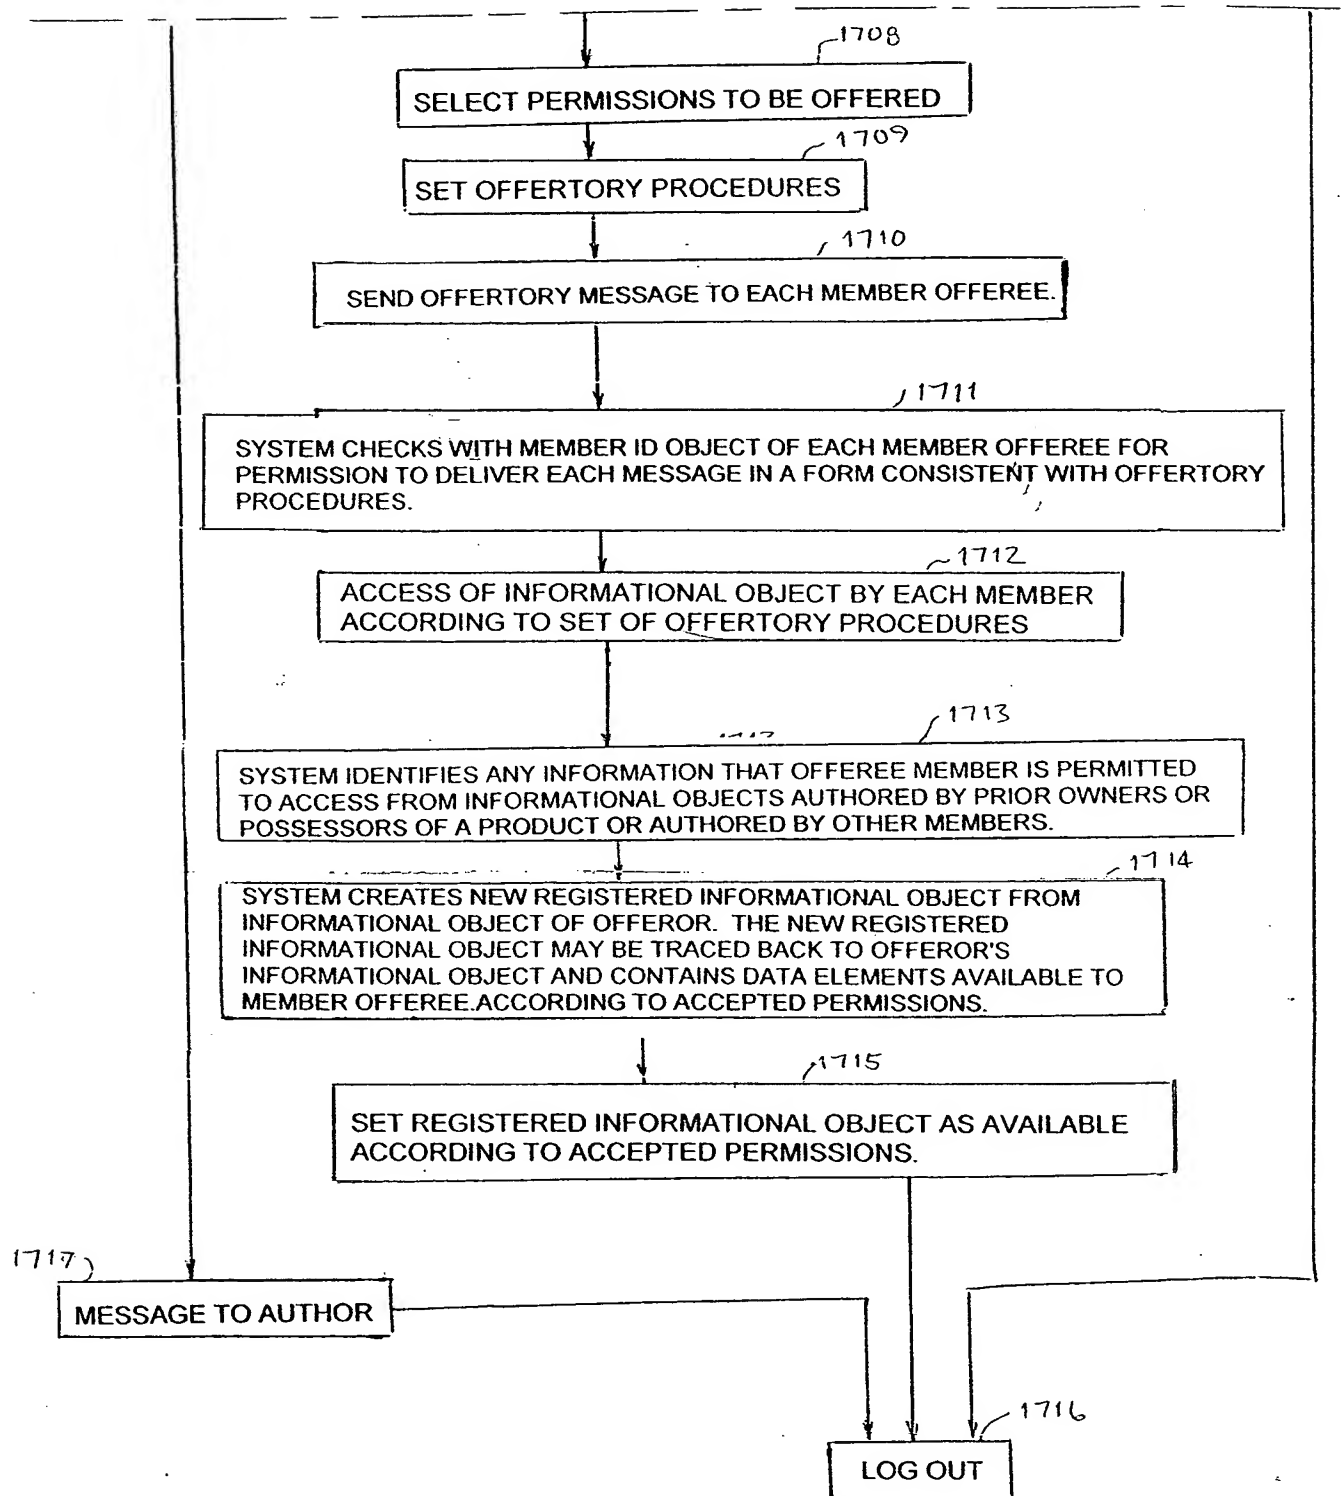 1708
SELECT PERMISSIONS TO BE OFFERED
1709
SET OFFERTORY PROCEDURES
1710
SEND OFFERTORY MESSAGE TO EACH MEMBER OFFEREE.
1711
SYSTEM CHECKS WITH MEMBER ID OBJECT OF EACH MEMBER OFFEREE FOR
PERMISSION TO DELIVER EACH MESSAGE IN A FORM CONSISTENT WITH OFFERTORY
PROCEDURES.
1712
ACCESS OF INFORMATIONAL OBJECT BY EACH MEMBER
ACCORDING TO SET OF OFFERTORY PROCEDURES
1713
SYSTEM IDENTIFIES ANY INFORMATION THAT OFFEREE MEMBER IS PERMITTED
TO ACCESS FROM INFORMATIONAL OBJECTS AUTHORED BY PRIOR OWNERS OR
POSSESSORS OF A PRODUCT OR AUTHORED BY OTHER MEMBERS.
1714
SYSTEM CREATES NEW REGISTERED INFORMATIONAL OBJECT FROM
INFORMATIONAL OBJECT OF OFFEROR. THE NEW REGISTERED
INFORMATIONAL OBJECT MAY BE TRACED BACK TO OFFEROR'S
INFORMATIONAL OBJECT AND CONTAINS DATA ELEMENTS AVAILABLE TO
MEMBER OFFEREE.ACCORDING TO ACCEPTED PERMISSIONS.
1715
SET REGISTERED INFORMATIONAL OBJECT AS AVAILABLE
ACCORDING TO ACCEPTED PERMISSIONS.
1717
MESSAGE TO AUTHOR
1716
LOG OUT